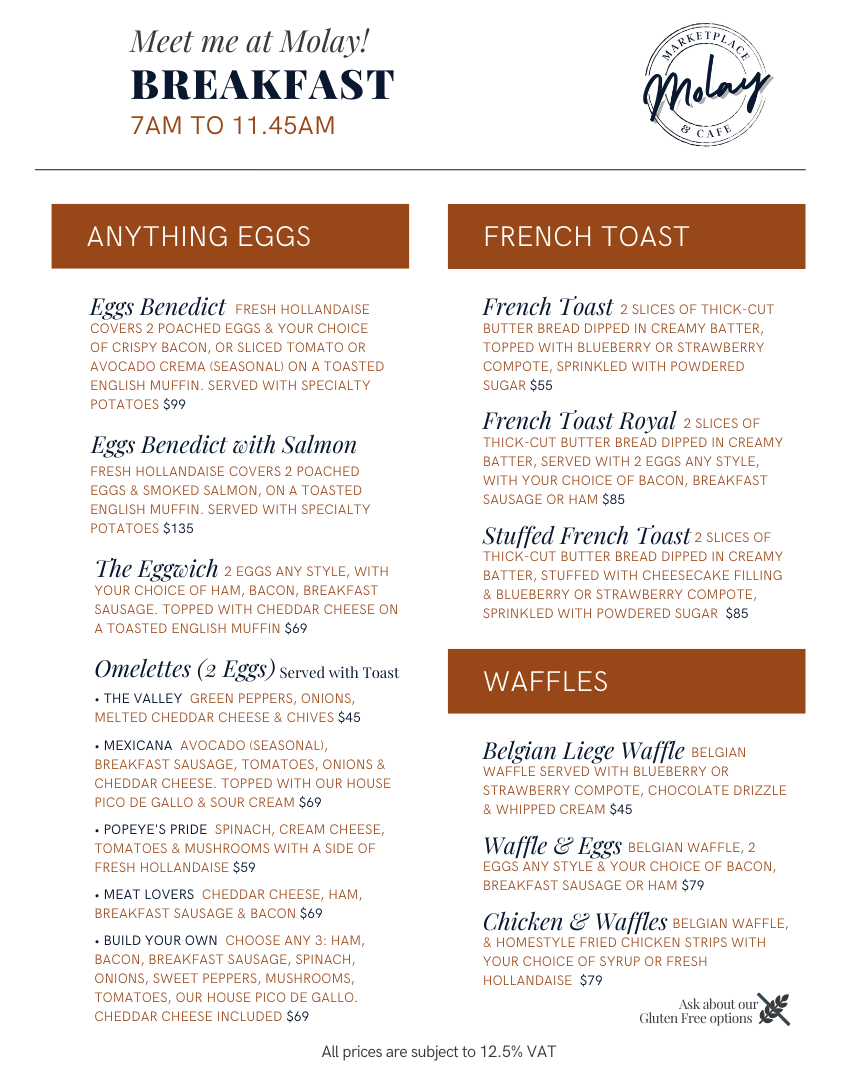 Meet me at Molay!
BREAKFAST
7AM TO 11.45AM
MARKETPLACE
Molay
& CAFE
ANYTHING EGGS
Eggs Benedict FRESH HOLLANDAISE
COVERS 2 POACHED EGGS & YOUR CHOICE
OF CRISPY BACON, OR SLICED TOMATO OR
AVOCADO CREMA (SEASONAL) ON A TOASTED
ENGLISH MUFFIN. SERVED WITH SPECIALTY
POTATOES $99
Eggs Benedict with Salmon
FRESH HOLLANDAISE COVERS 2 POACHED
EGGS & SMOKED SALMON, ON A TOASTED
ENGLISH MUFFIN. SERVED WITH SPECIALTY
POTATOES $135
The Eggwich 2 EGGS ANY STYLE, WITH
YOUR CHOICE OF HAM, BACON, BREAKFAST
SAUSAGE. TOPPED WITH CHEDDAR CHEESE ON
A TOASTED ENGLISH MUFFIN $69
Omelettes (2 Eggs) Served with Toast
• THE VALLEY GREEN PEPPERS, ONIONS,
MELTED CHEDDAR CHEESE & CHIVES $45
• MEXICANA AVOCADO (SEASONAL),
BREAKFAST SAUSAGE, TOMATOES, ONIONS &
CHEDDAR CHEESE. TOPPED WITH OUR HOUSE
PICO DE GALLO & SOUR CREAM $69
• POPEYE'S PRIDE SPINACH, CREAM CHEESE,
TOMATOES & MUSHROOMS WITH A SIDE OF
FRESH HOLLANDAISE $59
• MEAT LOVERS CHEDDAR CHEESE, HAM,
BREAKFAST SAUSAGE & BACON $69
• BUILD YOUR OWN CHOOSE ANY 3: HAM,
BACON, BREAKFAST SAUSAGE, SPINACH,
ONIONS, SWEET PEPPERS, MUSHROOMS,
TOMATOES, OUR HOUSE PICO DE GALLO.
CHEDDAR CHEESE INCLUDED $69
FRENCH TOAST
French Toast 2 SLICES OF THICK-CUT
BUTTER BREAD DIPPED IN CREAMY BATTER,
TOPPED WITH BLUEBERRY OR STRAWBERRY
COMPOTE, SPRINKLED WITH POWDERED
SUGAR $55
French Toast Royal 2 SLICES OF
THICK-CUT BUTTER BREAD DIPPED IN CREAMY
BATTER, SERVED WITH 2 EGGS ANY STYLE,
WITH YOUR CHOICE OF BACON, BREAKFAST
SAUSAGE OR HAM $85
Stuffed French Toast 2 SLICES OF
THICK-CUT BUTTER BREAD DIPPED IN CREAMY
BATTER, STUFFED WITH CHEESECAKE FILLING
& BLUEBERRY OR STRAWBERRY COMPOTE,
SPRINKLED WITH POWDERED SUGAR $85
WAFFLES
Belgian Liege Waffle BELGIAN
WAFFLE SERVED WITH BLUEBERRY OR
STRAWBERRY COMPOTE, CHOCOLATE DRIZZLE
& WHIPPED CREAM $45
Waffle & Eggs BELGIAN WAFFLE, 2
EGGS ANY STYLE & YOUR CHOICE OF BACON,
BREAKFAST SAUSAGE OR HAM $79
Chicken & Waffles BELGIAN WAFFLE,
& HOMESTYLE FRIED CHICKEN STRIPS WITH
YOUR CHOICE OF SYRUP OR FRESH
HOLLANDAISE $79
Ask about our
Gluten Free options
All prices are subject to 12.5% VAT